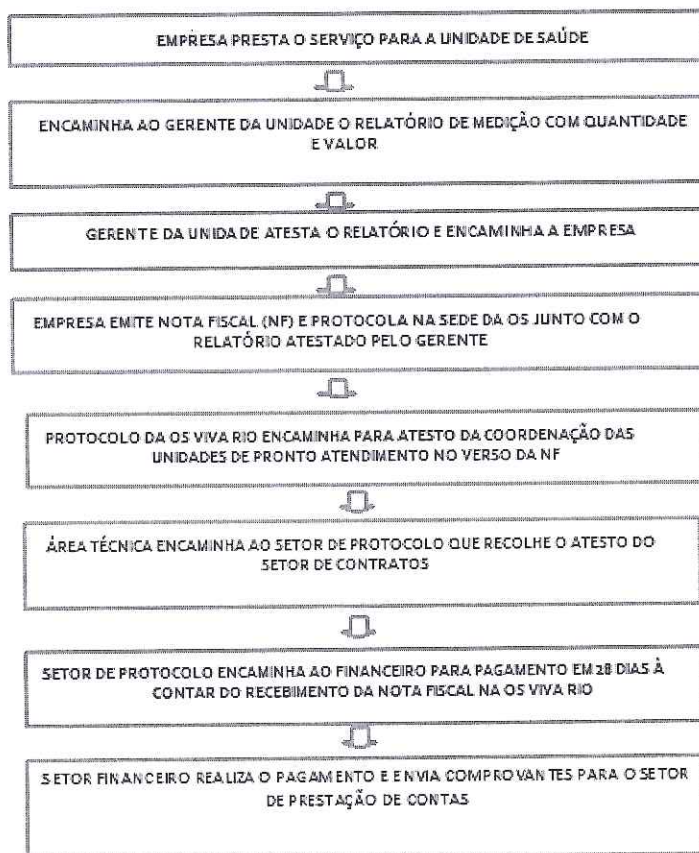 EMPRESA PRESTA O SERVIÇO PARA A UNIDADE DE SAÚDE
ENCAMINHA AO GERENTE DA UNIDADE O RELATÓRIO DE MEDIÇÃO COM QUANTIDADE
E VALOR
GERENTE DA UNIDADE ATESTA O RELATÓRIO E ENCAMINHA A EMPRESA
EMPRESA EMITE NOTA FISCAL (NF) E PROTOCOLA NA SEDE DA OS JUNTO COM O
RELATÓRIO ATESTADO PELO GERENTE
PROTOCOLO DA OS VIVA RIO ENCAMINHA PARA ATESTO DA COORDENAÇÃO DAS
UNIDADES DE PRONTO ATENDIMENTO NO VERSO DA NF
ÁREA TÉCNICA ENCAMINHA AO SETOR DE PROTOCOLO QUE RECOLHE O ATESTO DO
SETOR DE CONTRATOS
SETOR DE PROTOCOLO ENCAMINHA AO FINANCEIRO PARA PAGAMENTO EM 28 DIAS À
CONTAR DO RECEBIMENTO DA NOTA FISCAL NA OS VIVA RIO
SETOR FINANCEIRO REALIZA O PAGAMENTO E ENVIA COMPROVANTES PARA O SETOR
DE PRESTAÇÃO DE CONTAS